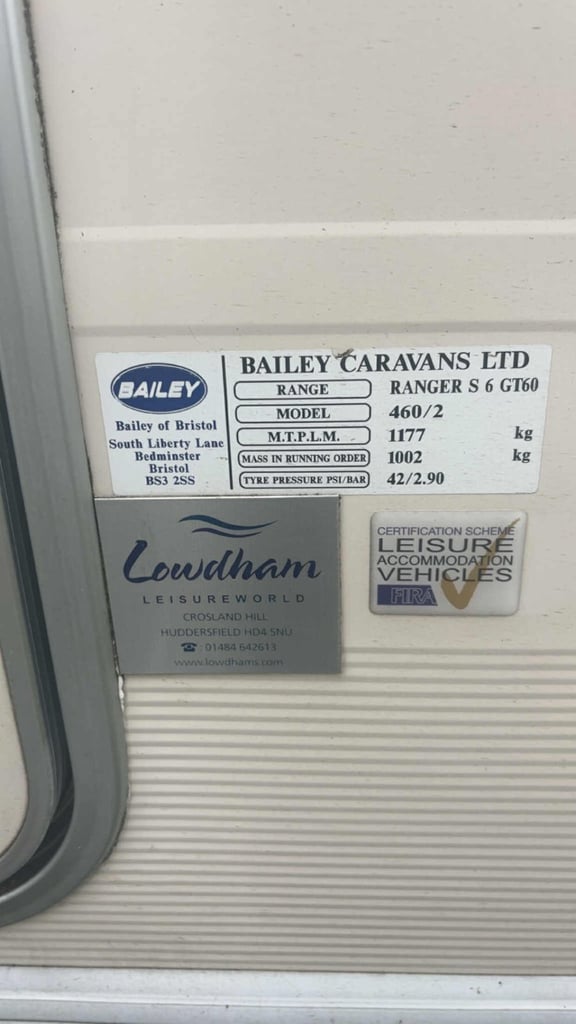 BAILEY
Bailey of Bristol
South Liberty Lane
Bedminster
Bristol
BS3 2SS
BAILEY CARAVANS LTD
RANGE RANGER S 6 GT60
MODEL 460/2
M.T.P.L.M. 1177 kg
MASS IN RUNNING ORDER 1002 kg
TYRE PRESSURE PSI/BAR 42/2.90
Lowdham
LEISUREWORLD
CROSLAND HILL
HUDDERSFIELD HD4 5NU
☎: 01484 642613
www.lowdhams.com
CERTIFICATION SCHEME
LEISURE
ACCOMMODATION
VEHICLES
FIRA